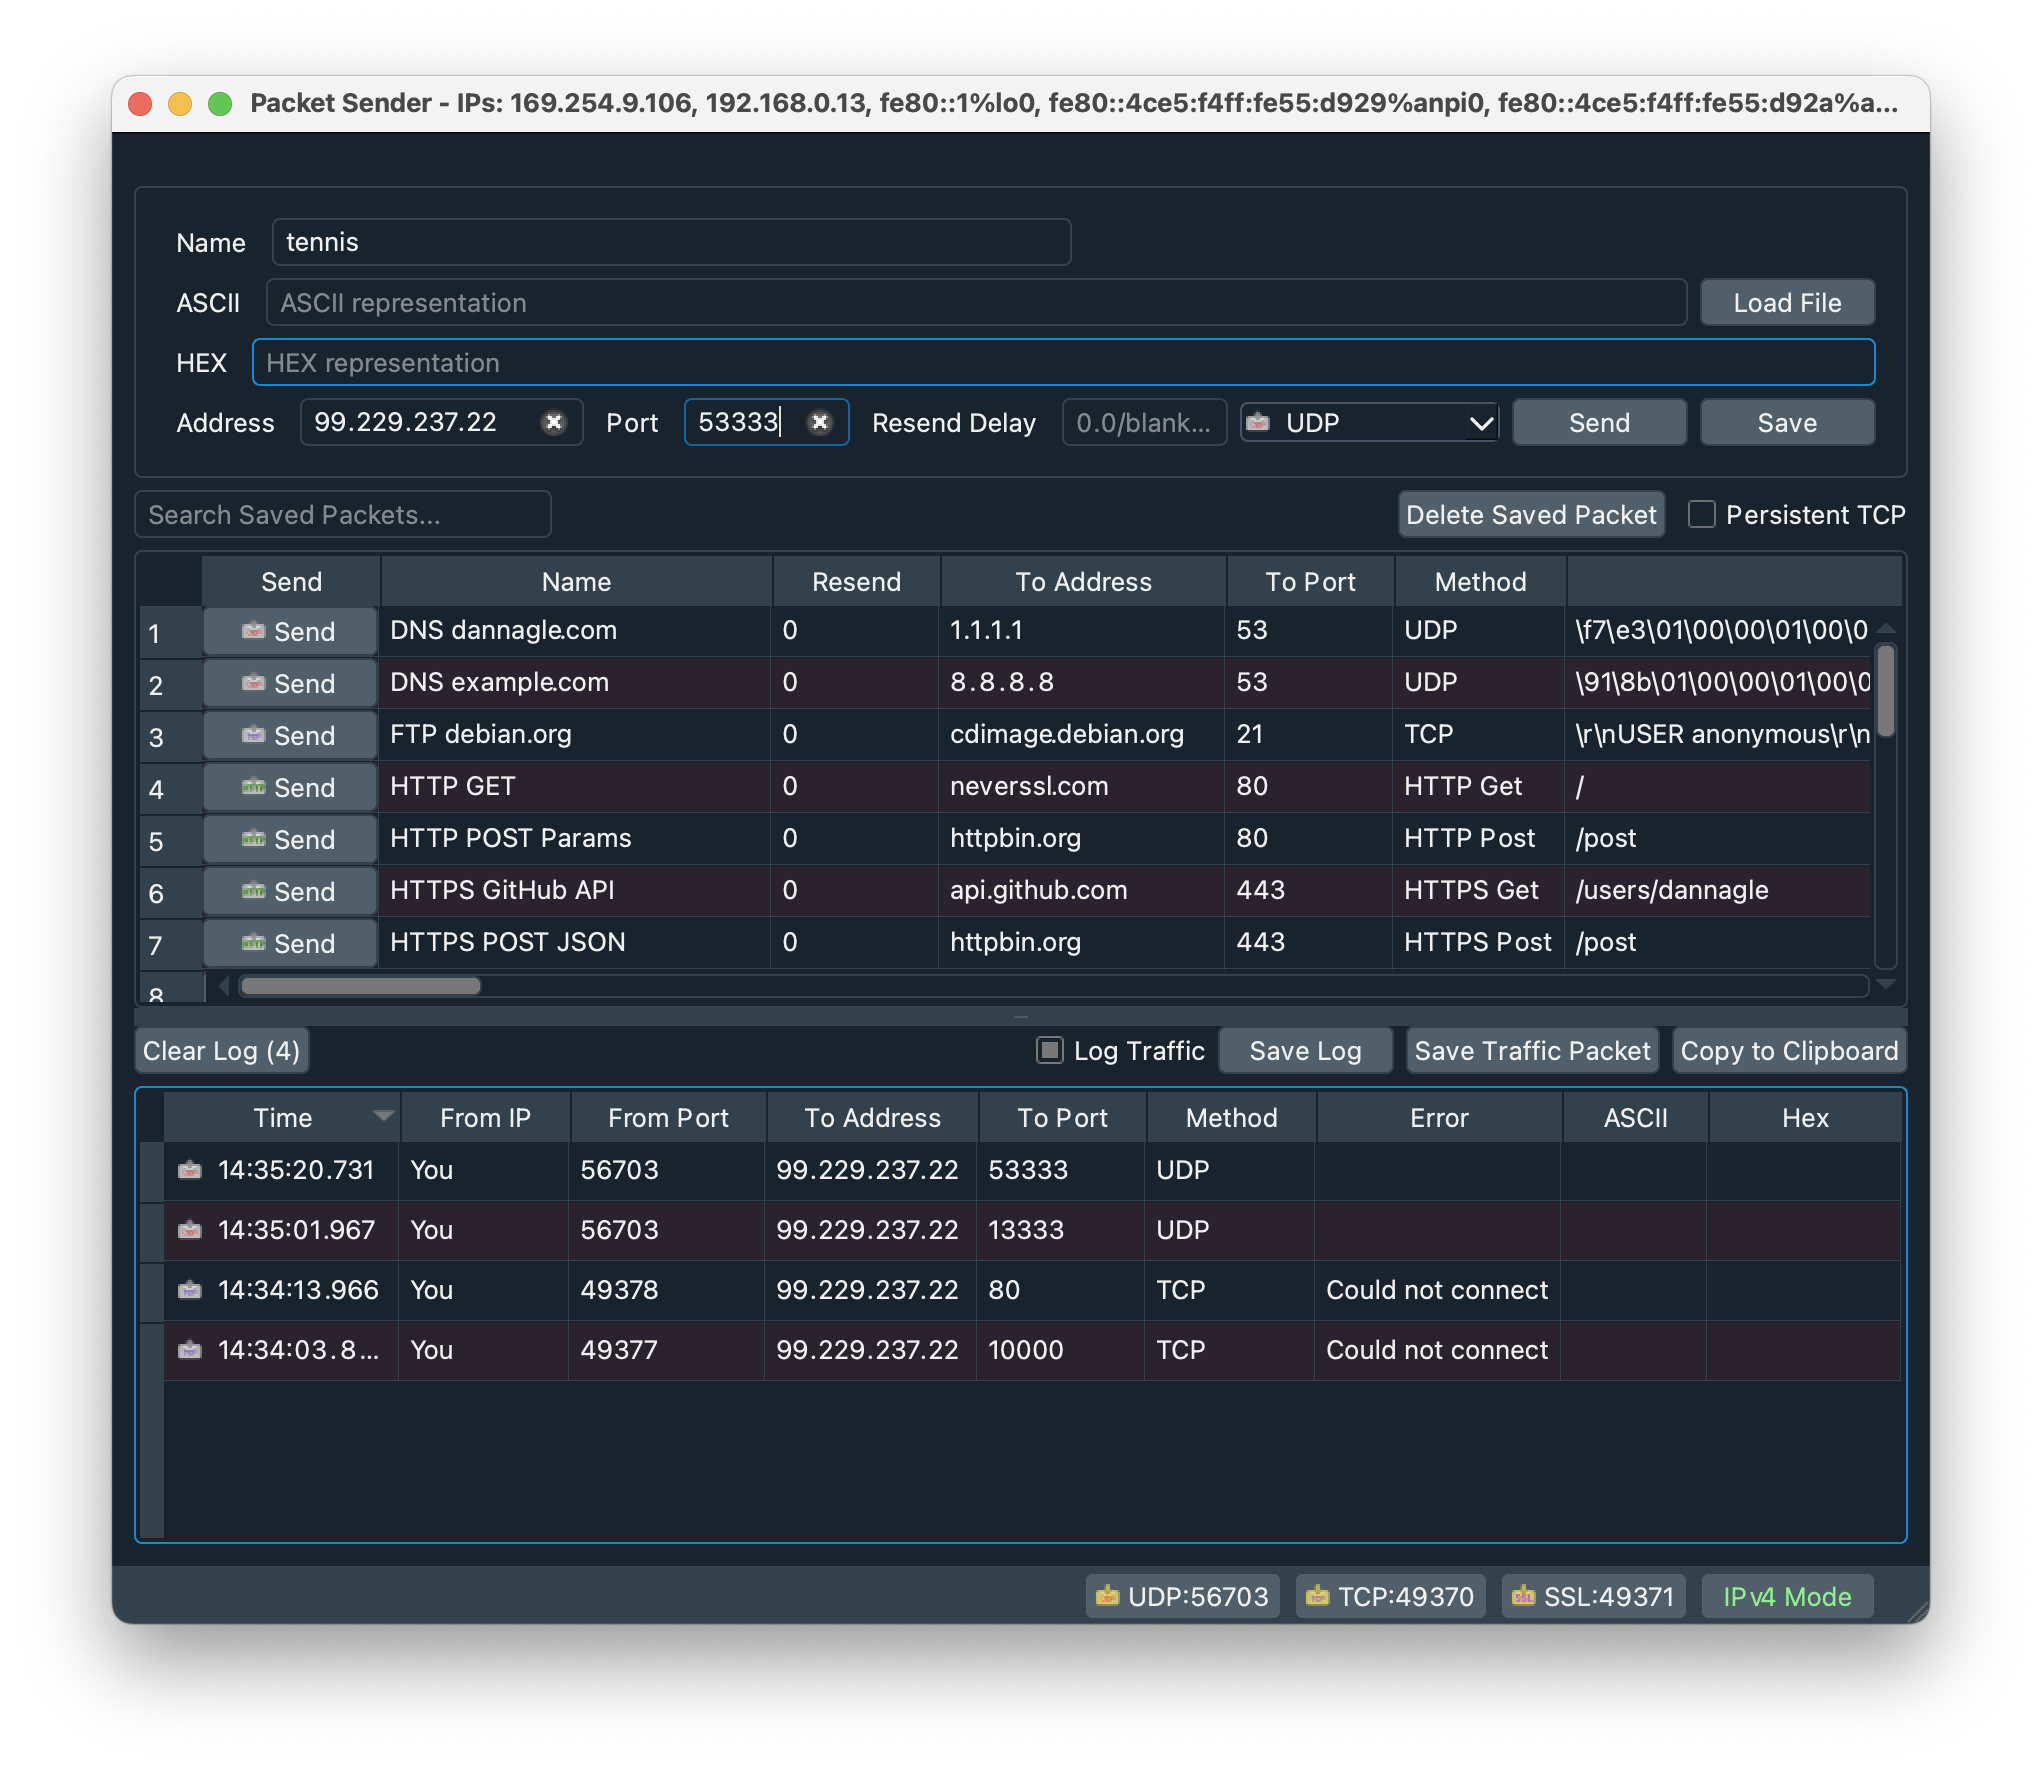 Packet Sender - IPs: 169.254.9.106, 192.168.0.13, fe80::1%lo0, fe80::4ce5:f4ff:fe55:d929%anpi0, fe80::4ce5:f4ff:fe55:d92a%a...
Name tennis
ASCII ASCII representation Load File
HEX HEX representation
Address 99.229.237.22 Port 53333 Resend Delay 0.0/blank... UDP Send Save
Search Saved Packets... Delete Saved Packet Persistent TCP
Send Name Resend To Address To Port Method
1 Send DNS dannagle.com 0 1.1.1.1 53 UDP \f7\e3\01\00\00\01\00\0
2 Send DNS example.com 0 8.8.8.8 53 UDP \91\8b\01\00\00\01\00\0
3 Send FTP debian.org 0 cdimage.debian.org 21 TCP \r\nUSER anonymous\r\n
4 Send HTTP GET 0 neverssl.com 80 HTTP Get /
5 Send HTTP POST Params 0 httpbin.org 80 HTTP Post /post
6 Send HTTPS GitHub API 0 api.github.com 443 HTTPS Get /users/dannagle
7 Send HTTPS POST JSON 0 httpbin.org 443 HTTPS Post /post
8
Clear Log (4) Log Traffic Save Log Save Traffic Packet Copy to Clipboard
Time From IP From Port To Address To Port Method Error ASCII Hex
14:35:20.731 You 56703 99.229.237.22 53333 UDP
14:35:01.967 You 56703 99.229.237.22 13333 UDP
14:34:13.966 You 49378 99.229.237.22 80 TCP Could not connect
14:34:03.8... You 49377 99.229.237.22 10000 TCP Could not connect
UDP:56703 TCP:49370 SSL:49371 IPv4 Mode